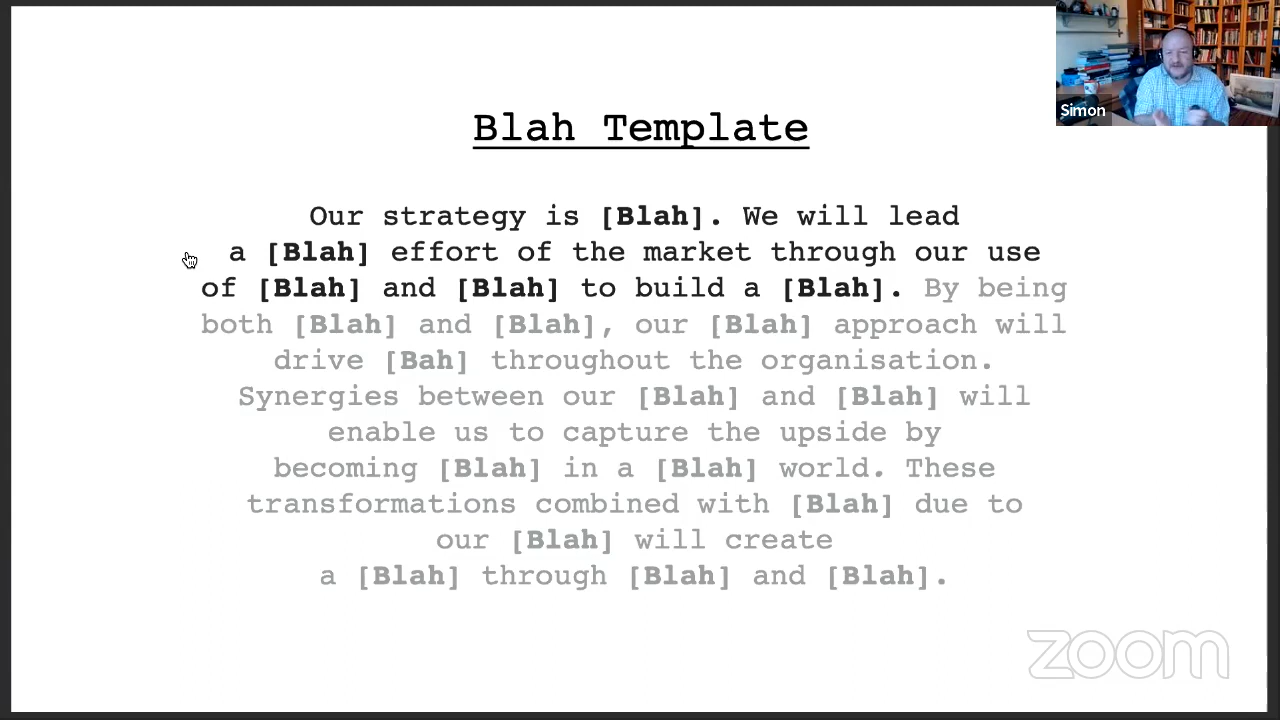 Simon
Blah Template
Our strategy is [Blah]. We will lead
a [Blah] effort of the market through our use
of [Blah] and [Blah] to build a [Blah]. By being
both [Blah] and [Blah], our [Blah] approach will
drive [Bah] throughout the organisation.
Synergies between our [Blah] and [Blah] will
enable us to capture the upside by
becoming [Blah] in a [Blah] world. These
transformations combined with [Blah] due to
our [Blah] will create
a [Blah] through [Blah] and [Blah].
zoom